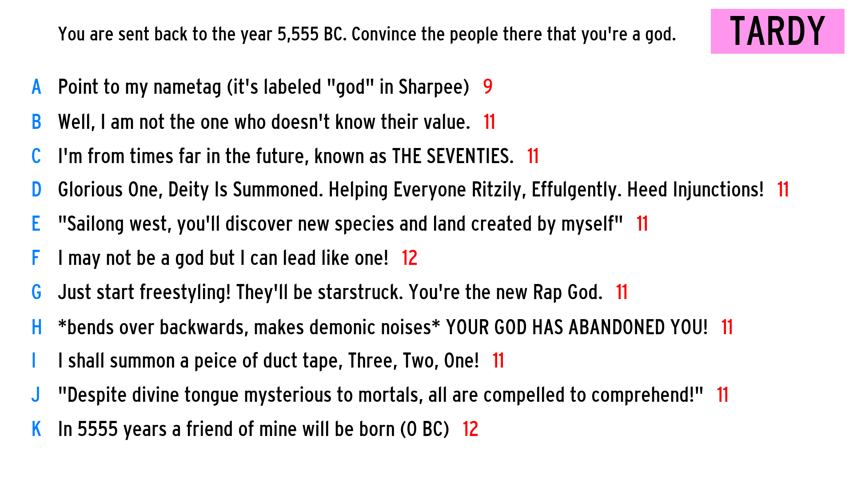 You are sent back to the year 5,555 BC. Convince the people there that you're a god.
TARDY
A Point to my nametag (it's labeled "god" in Sharpee) 9
B Well, I am not the one who doesn't know their value. 11
C I'm from times far in the future, known as THE SEVENTIES. 11
D Glorious One, Deity Is Summoned. Helping Everyone Ritzily, Effulgently. Heed Injunctions! 11
E "Sailong west, you'll discover new species and land created by myself" 11
F I may not be a god but I can lead like one! 12
G Just start freestyling! They'll be starstruck. You're the new Rap God. 11
H *bends over backwards, makes demonic noises* YOUR GOD HAS ABANDONED YOU! 11
I I shall summon a peice of duct tape, Three, Two, One! 11
J "Despite divine tongue mysterious to mortals, all are compelled to comprehend!" 11
K In 5555 years a friend of mine will be born (0 BC) 12